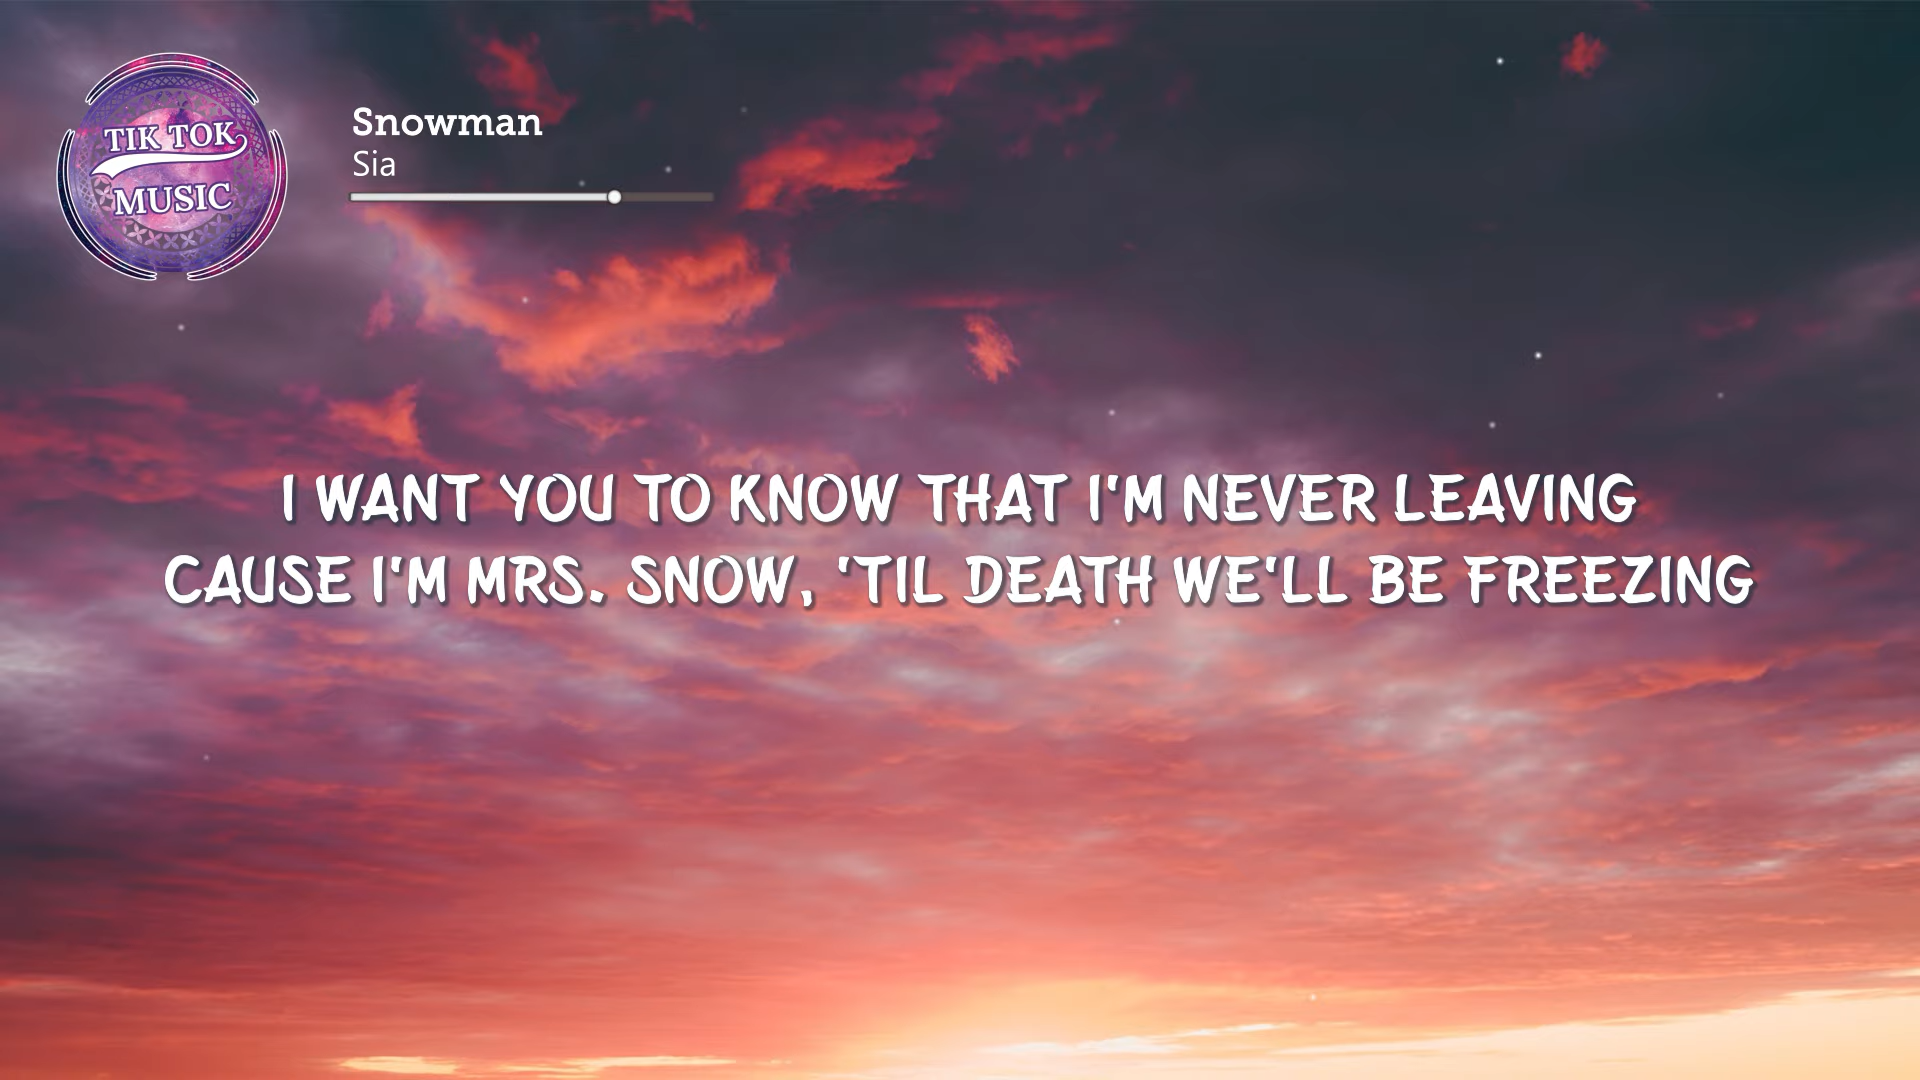 TIK TOK
MUSIC
Snowman
Sia
I WANT YOU TO KNOW THAT I'M NEVER LEAVING
CAUSE I'M MRS. SNOW, 'TIL DEATH WE'LL BE FREEZING